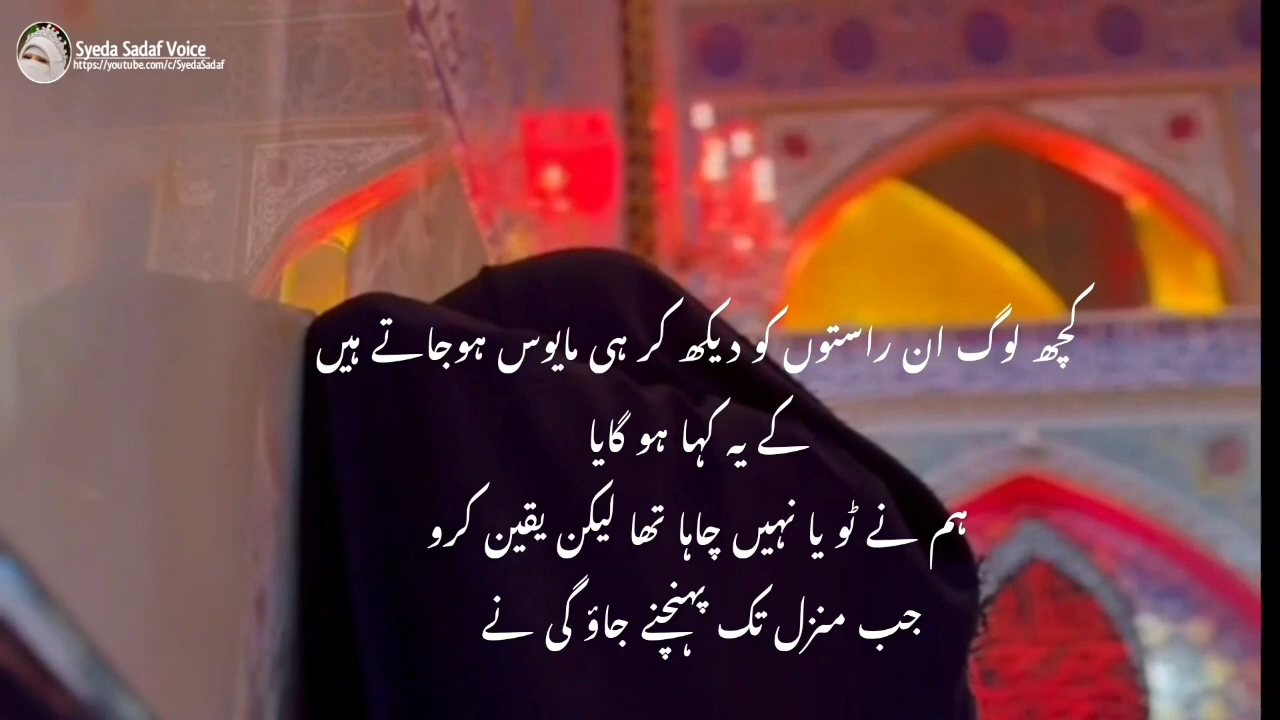 Syeda Sadaf Voice
https://youtube.com/c/SyedaSadaf
کچھ لوگ ان راستوں کو دیکھ کر ہی مایوس ہوجاتے ہیں
کے یہ کہا ہو گایا
ہم نے ٹو یا نہیں چاہا تھا لیکن یقین کرو
جب منزل تک پہنچنے جاؤ گی نے